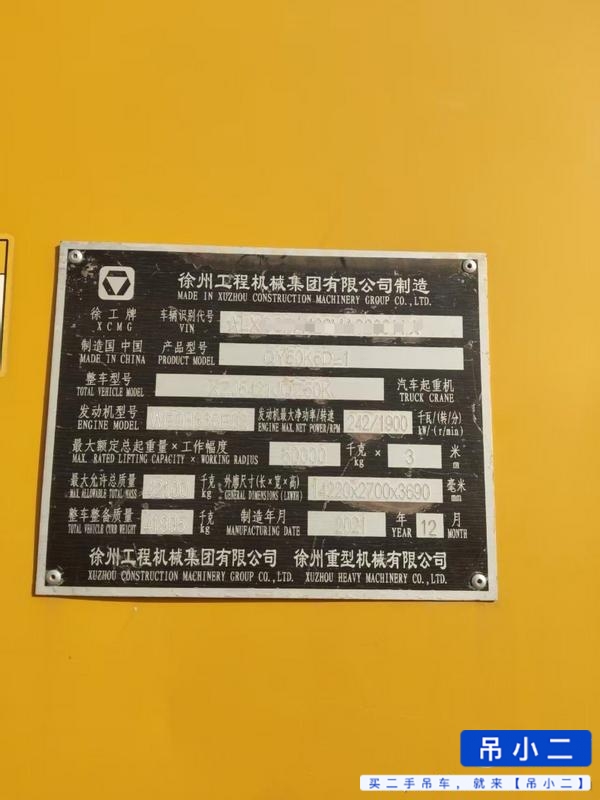 徐州工程机械集团有限公司制造
MADE IN XUZHOU CONSTRUCTION MACHINERY GROUP CO.,LTD.
徐工牌 车辆识别代号
XCMG VIN
制造国 中国 产品型号 QY50K5D-1
MADE IN CHINA PRODUCT MODEL
整车型号 汽车起重机
TOTAL VEHICLE MODEL TRUCK CRANE
发动机型号 发动机最大净功率/转速 242/1900 千瓦/(转/分)
ENGINE MODEL ENGINE MAX.NET POWER/RPM kW/(r/min)
最大额定总起重量×工作幅度 千克 × 3 米
MAX. RATED LIFTING CAPACITY × WORKING RADIUS kg m
最大允许总质量 千克 外廓尺寸(长×宽×高) 14220x2700x3690 毫米
MAX.ALLOWABLE TOTAL MASS kg GENERAL DIMENSIONS (LXWXH) mm
整车整备质量 千克 制造年月 2021 年 12 月
TOTAL VEHICLE CURB WEIGHT kg MANUFACTURING DATE YEAR MONTH
徐州工程机械集团有限公司 徐州重型机械有限公司
XUZHOU CONSTRUCTION MACHINERY GROUP CO.,LTD. XUZHOU HEAVY MACHINERY CO.,LTD.
吊小二
买二手吊车，就来【吊小二】